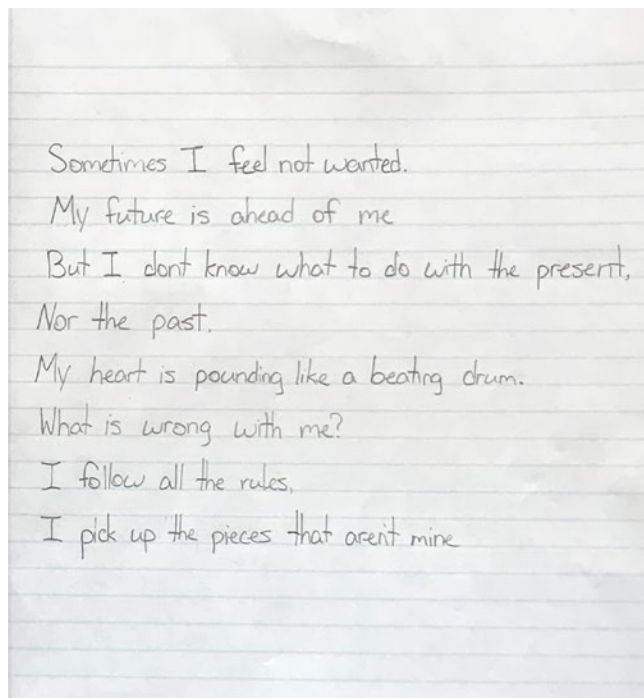 Sometimes I feel not wanted.
My future is ahead of me
But I dont know what to do with the present,
Nor the past.
My heart is pounding like a beating drum.
What is wrong with me?
I follow all the rules,
I pick up the pieces that aren't mine